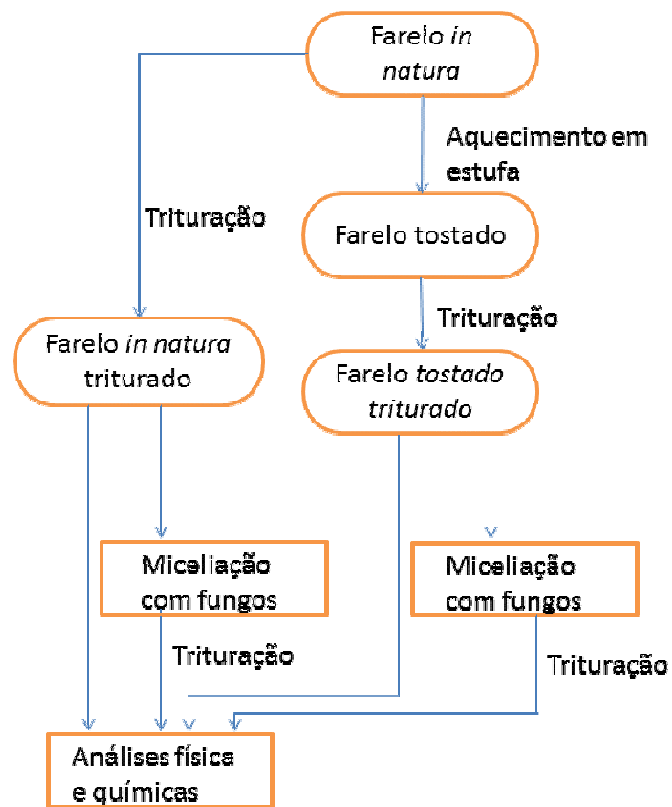 Farelo in
natura
Aquecimento em
estufa
Trituração
Farelo tostado
Trituração
Farelo in natura
triturado
Farelo tostado
triturado
Miceliação
com fungos
Miceliação
com fungos
Trituração
Trituração
Análises física
e químicas